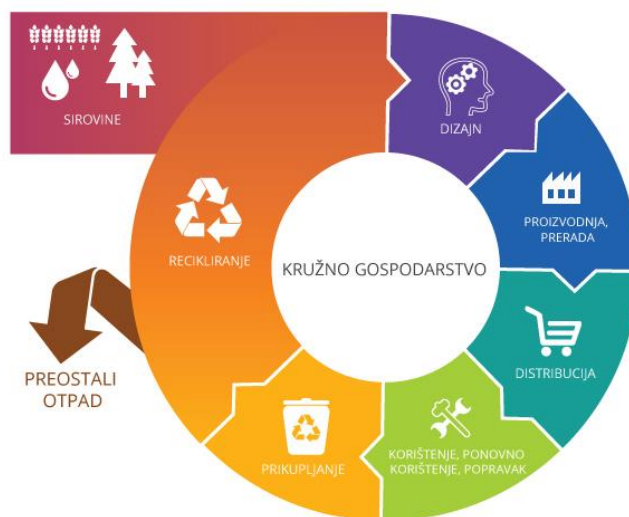 SIROVINE
DIZAJN
PROIZVODNJA,
PRERADA
RECIKLIRANJE
KRUŽNO GOSPODARSTVO
DISTRIBUCIJA
PREOSTALI
OTPAD
PRIKUPLJANJE
KORIŠTENJE, PONOVNO
KORIŠTENJE, POPRAVAK